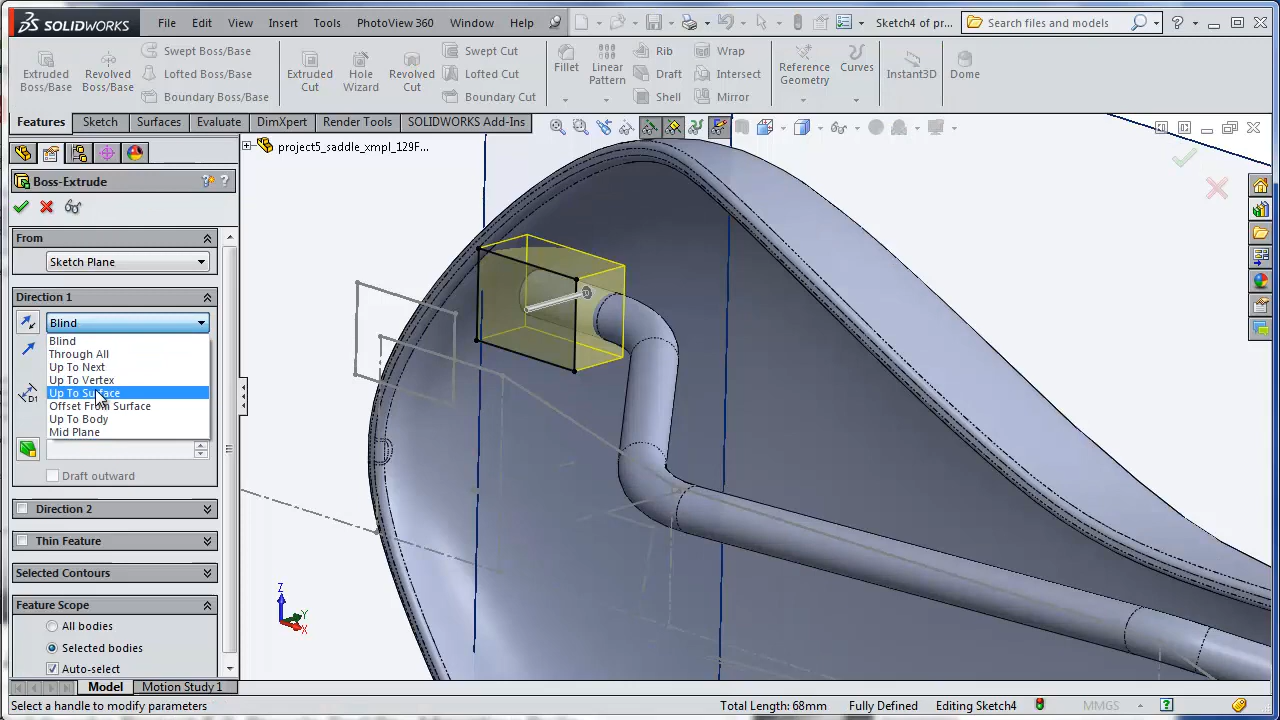 SOLIDWORKS File Edit View Insert Tools PhotoView 360 Window Help Sketch4 of pr... Search files and models ?
Extruded Boss/Base
Revolved Boss/Base
Swept Boss/Base
Lofted Boss/Base
Boundary Boss/Base
Extruded Cut
Hole Wizard
Revolved Cut
Swept Cut
Lofted Cut
Boundary Cut
Fillet
Linear Pattern
Rib
Draft
Shell
Wrap
Intersect
Mirror
Reference Geometry
Curves
Instant3D
Dome
Features Sketch Surfaces Evaluate DimXpert Render Tools SOLIDWORKS Add-Ins
project5_saddle_xmpl_129F...
Boss-Extrude
From
Sketch Plane
Direction 1
Blind
Blind
Through All
Up To Next
Up To Vertex
Up To Surface
Offset From Surface
Up To Body
Mid Plane
D1
Draft outward
Direction 2
Thin Feature
Selected Contours
Feature Scope
All bodies
Selected bodies
Auto-select
Z
Y
X
Model Motion Study 1
Select a handle to modify parameters Total Length: 68mm Fully Defined Editing Sketch4 MMGS ?